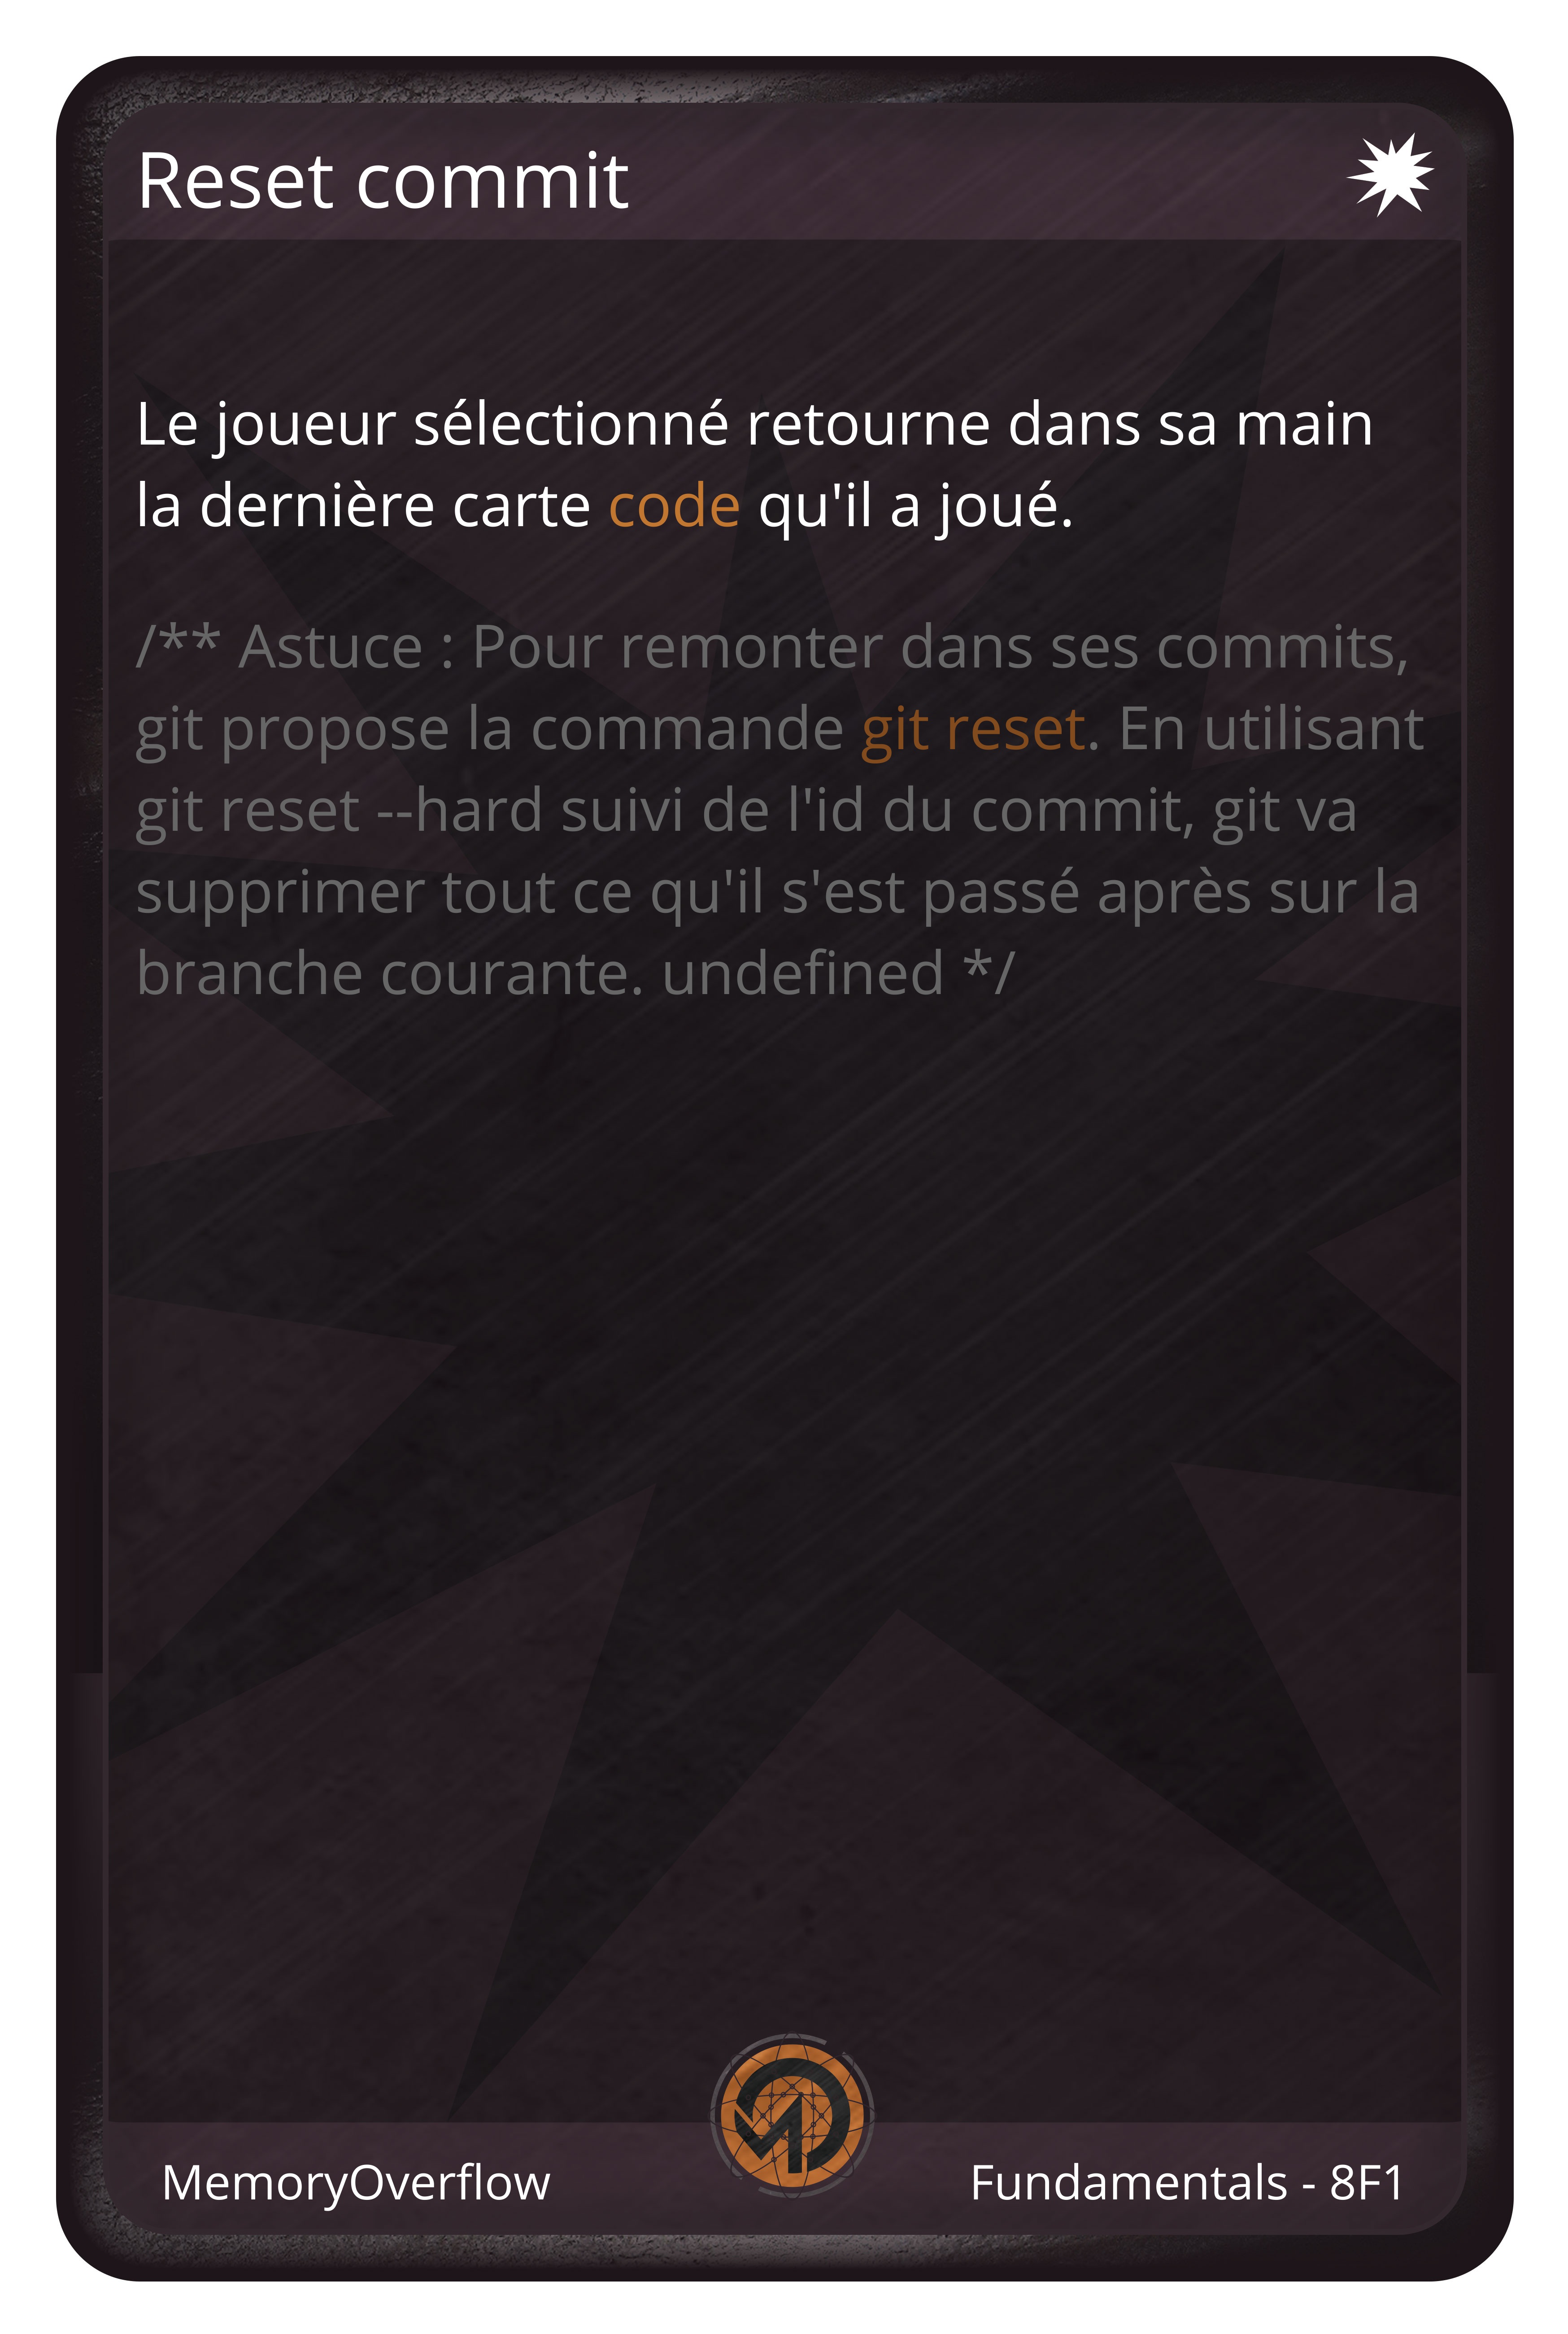 Reset commit
Le joueur sélectionné retourne dans sa main
la dernière carte code qu'il a joué.
/** Astuce : Pour remonter dans ses commits,
git propose la commande git reset. En utilisant
git reset --hard suivi de l'id du commit, git va
supprimer tout ce qu'il s'est passé après sur la
branche courante. undefined */
MemoryOverflow
Fundamentals - 8F1